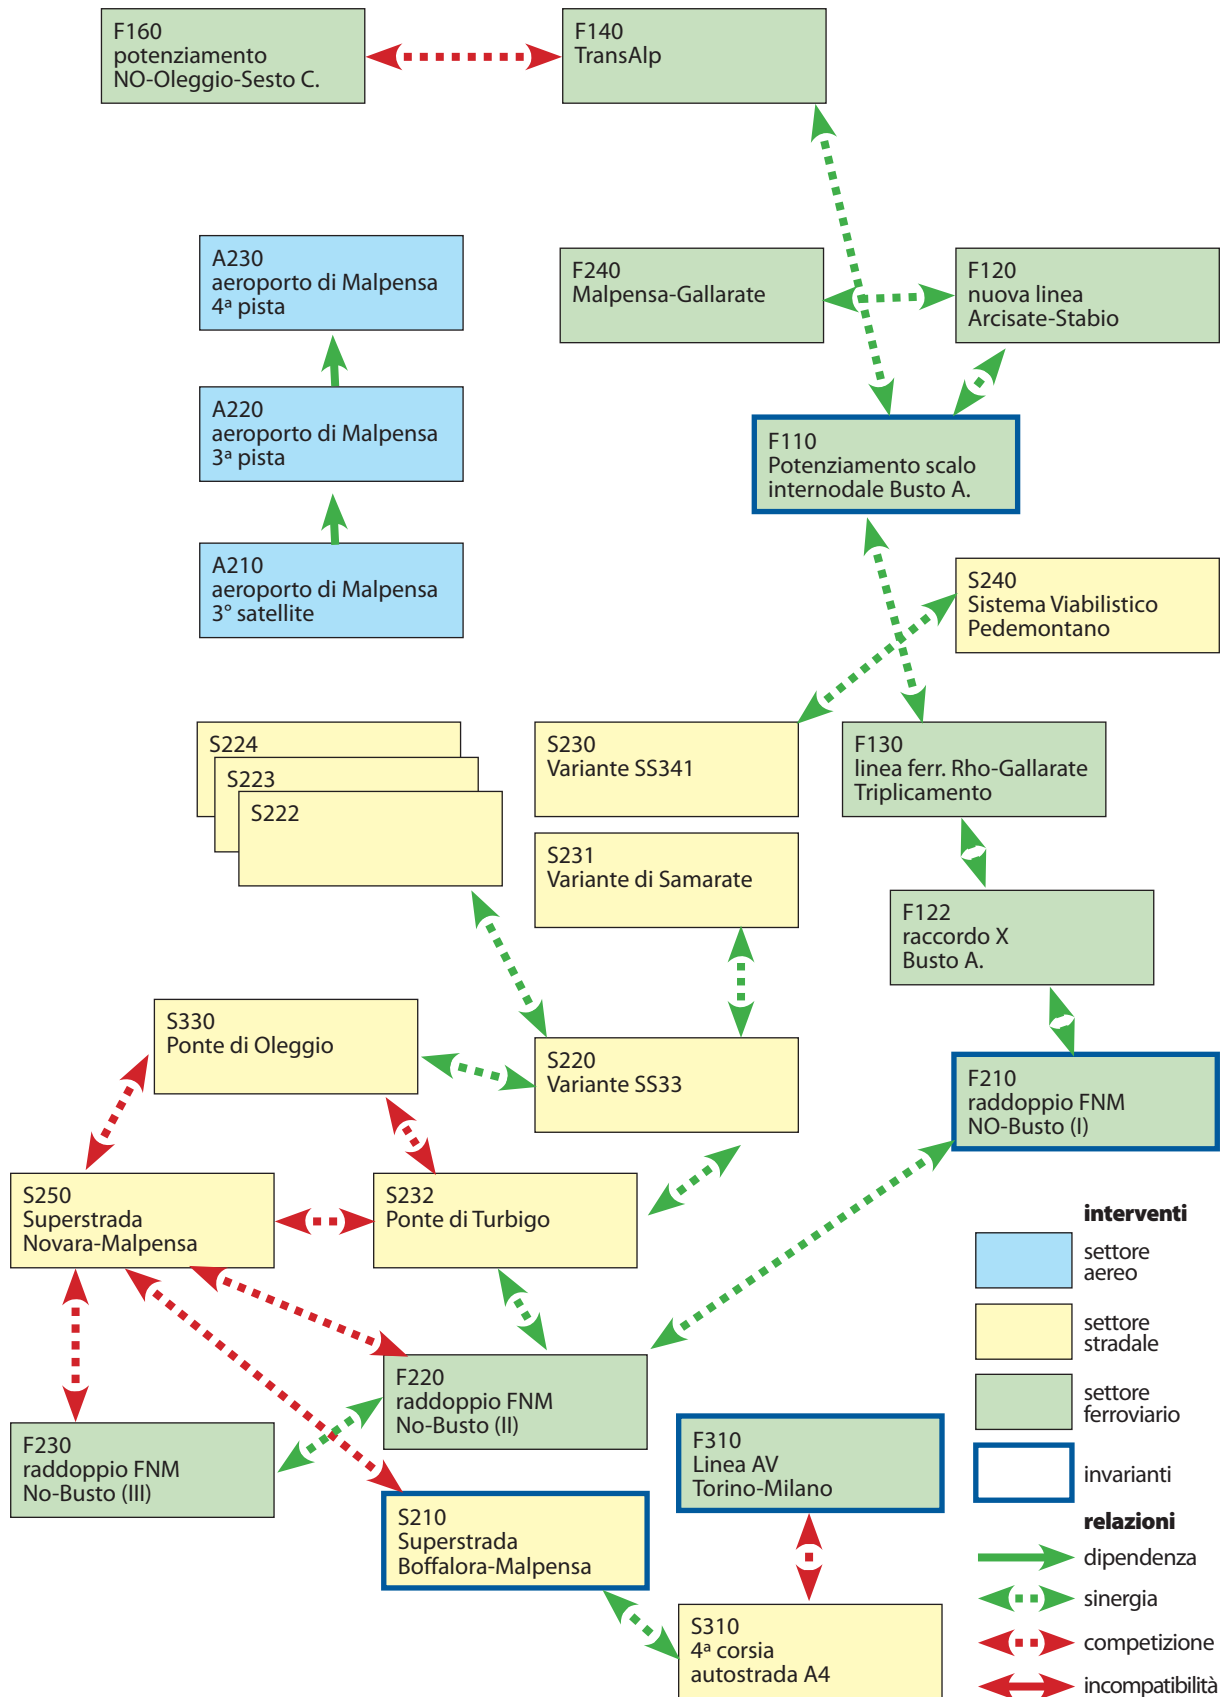 F160
potenziamento
NO-Oleggio-Sesto C.
F140
TransAlp
A230
aeroporto di Malpensa
4ª pista
F240
Malpensa-Gallarate
F120
nuova linea
Arcisate-Stabio
A220
aeroporto di Malpensa
3ª pista
F110
Potenziamento scalo
internodale Busto A.
A210
aeroporto di Malpensa
3° satellite
S240
Sistema Viabilistico
Pedemontano
S224
S223
S222
S230
Variante SS341
F130
linea ferr. Rho-Gallarate
Triplicamento
S231
Variante di Samarate
F122
raccordo X
Busto A.
S330
Ponte di Oleggio
S220
Variante SS33
F210
raddoppio FNM
NO-Busto (I)
S250
Superstrada
Novara-Malpensa
S232
Ponte di Turbigo
F220
raddoppio FNM
No-Busto (II)
F230
raddoppio FNM
No-Busto (III)
F310
Linea AV
Torino-Milano
S210
Superstrada
Boffalora-Malpensa
S310
4ª corsia
autostrada A4
interventi
settore
aereo
settore
stradale
settore
ferroviario
invarianti
relazioni
dipendenza
sinergia
competizione
incompatibilità